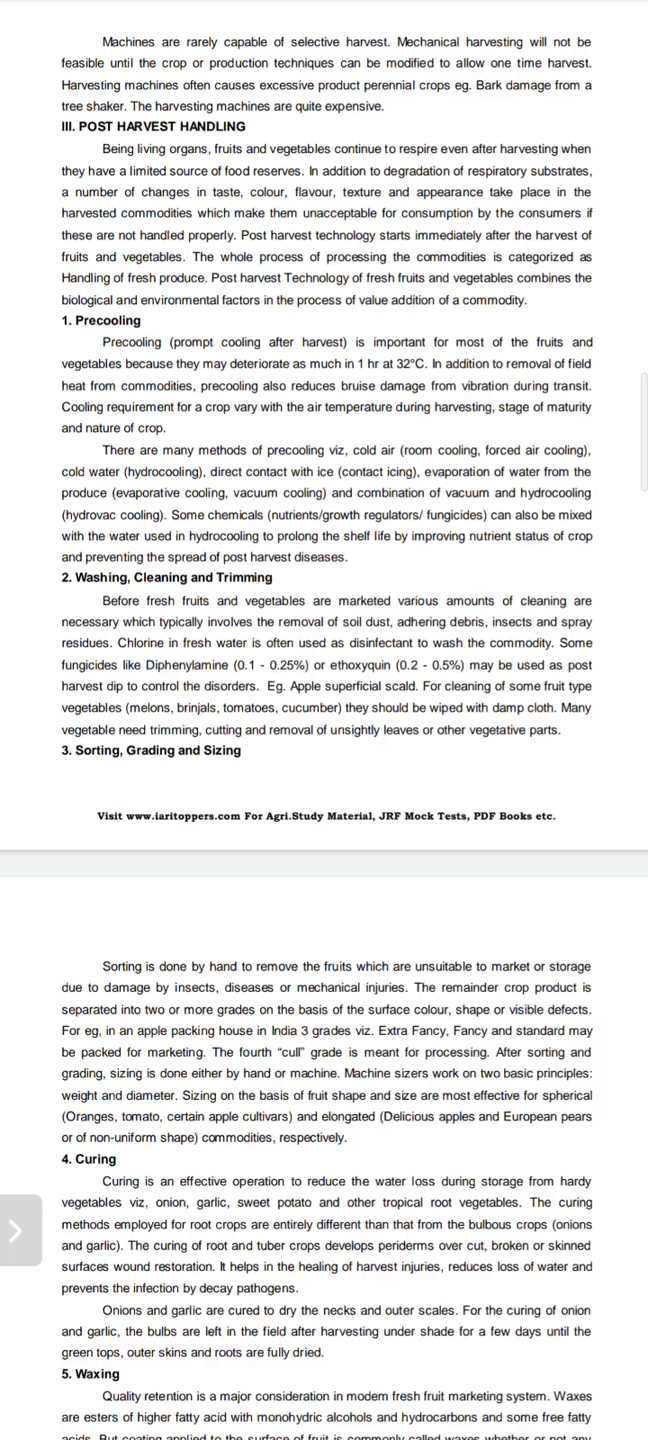 Machines are rarely capable of selective harvest. Mechanical harvesting will not be
feasible until the crop or production techniques can be modified to allow one time harvest.
Harvesting machines often causes excessive product perennial crops eg. Bark damage from a
tree shaker. The harvesting machines are quite expensive.
III. POST HARVEST HANDLING
Being living organs, fruits and vegetables continue to respire even after harvesting when
they have a limited source of food reserves. In addition to degradation of respiratory substrates,
a number of changes in taste, colour, flavour, texture and appearance take place in the
harvested commodities which make them unacceptable for consumption by the consumers if
these are not handled properly. Post harvest technology starts immediately after the harvest of
fruits and vegetables. The whole process of processing the commodities is categorized as
Handling of fresh produce. Post harvest Technology of fresh fruits and vegetables combines the
biological and environmental factors in the process of value addition of a commodity.
1. Precooling
Precooling (prompt cooling after harvest) is important for most of the fruits and
vegetables because they may deteriorate as much in 1 hr at 32°C. In addition to removal of field
heat from commodities, precooling also reduces bruise damage from vibration during transit.
Cooling requirement for a crop vary with the air temperature during harvesting, stage of maturity
and nature of crop.
There are many methods of precooling viz, cold air (room cooling, forced air cooling),
cold water (hydrocooling), direct contact with ice (contact icing), evaporation of water from the
produce (evaporative cooling, vacuum cooling) and combination of vacuum and hydrocooling
(hydrovac cooling). Some chemicals (nutrients/growth regulators/ fungicides) can also be mixed
with the water used in hydrocooling to prolong the shelf life by improving nutrient status of crop
and preventing the spread of post harvest diseases.
2. Washing, Cleaning and Trimming
Before fresh fruits and vegetables are marketed various amounts of cleaning are
necessary which typically involves the removal of soil dust, adhering debris, insects and spray
residues. Chlorine in fresh water is often used as disinfectant to wash the commodity. Some
fungicides like Diphenylamine (0.1 - 0.25%) or ethoxyquin (0.2 - 0.5%) may be used as post
harvest dip to control the disorders. Eg. Apple superficial scald. For cleaning of some fruit type
vegetables (melons, brinjals, tomatoes, cucumber) they should be wiped with damp cloth. Many
vegetable need trimming, cutting and removal of unsightly leaves or other vegetative parts.
3. Sorting, Grading and Sizing
Visit www.iaritoppers.com For Agri.Study Material, JRF Mock Tests, PDF Books etc.
Sorting is done by hand to remove the fruits which are unsuitable to market or storage
due to damage by insects, diseases or mechanical injuries. The remainder crop product is
separated into two or more grades on the basis of the surface colour, shape or visible defects.
For eg, in an apple packing house in India 3 grades viz. Extra Fancy, Fancy and standard may
be packed for marketing. The fourth "cull" grade is meant for processing. After sorting and
grading, sizing is done either by hand or machine. Machine sizers work on two basic principles:
weight and diameter. Sizing on the basis of fruit shape and size are most effective for spherical
(Oranges, tomato, certain apple cultivars) and elongated (Delicious apples and European pears
or of non-uniform shape) commodities, respectively.
4. Curing
Curing is an effective operation to reduce the water loss during storage from hardy
vegetables viz, onion, garlic, sweet potato and other tropical root vegetables. The curing
methods employed for root crops are entirely different than that from the bulbous crops (onions
and garlic). The curing of root and tuber crops develops periderms over cut, broken or skinned
surfaces wound restoration. It helps in the healing of harvest injuries, reduces loss of water and
prevents the infection by decay pathogens.
Onions and garlic are cured to dry the necks and outer scales. For the curing of onion
and garlic, the bulbs are left in the field after harvesting under shade for a few days until the
green tops, outer skins and roots are fully dried.
5. Waxing
Quality retention is a major consideration in modern fresh fruit marketing system. Waxes
are esters of higher fatty acid with monohydric alcohols and hydrocarbons and some free fatty
acids. But coating applied to the surface of fruit is commonly called waxes whether or not any